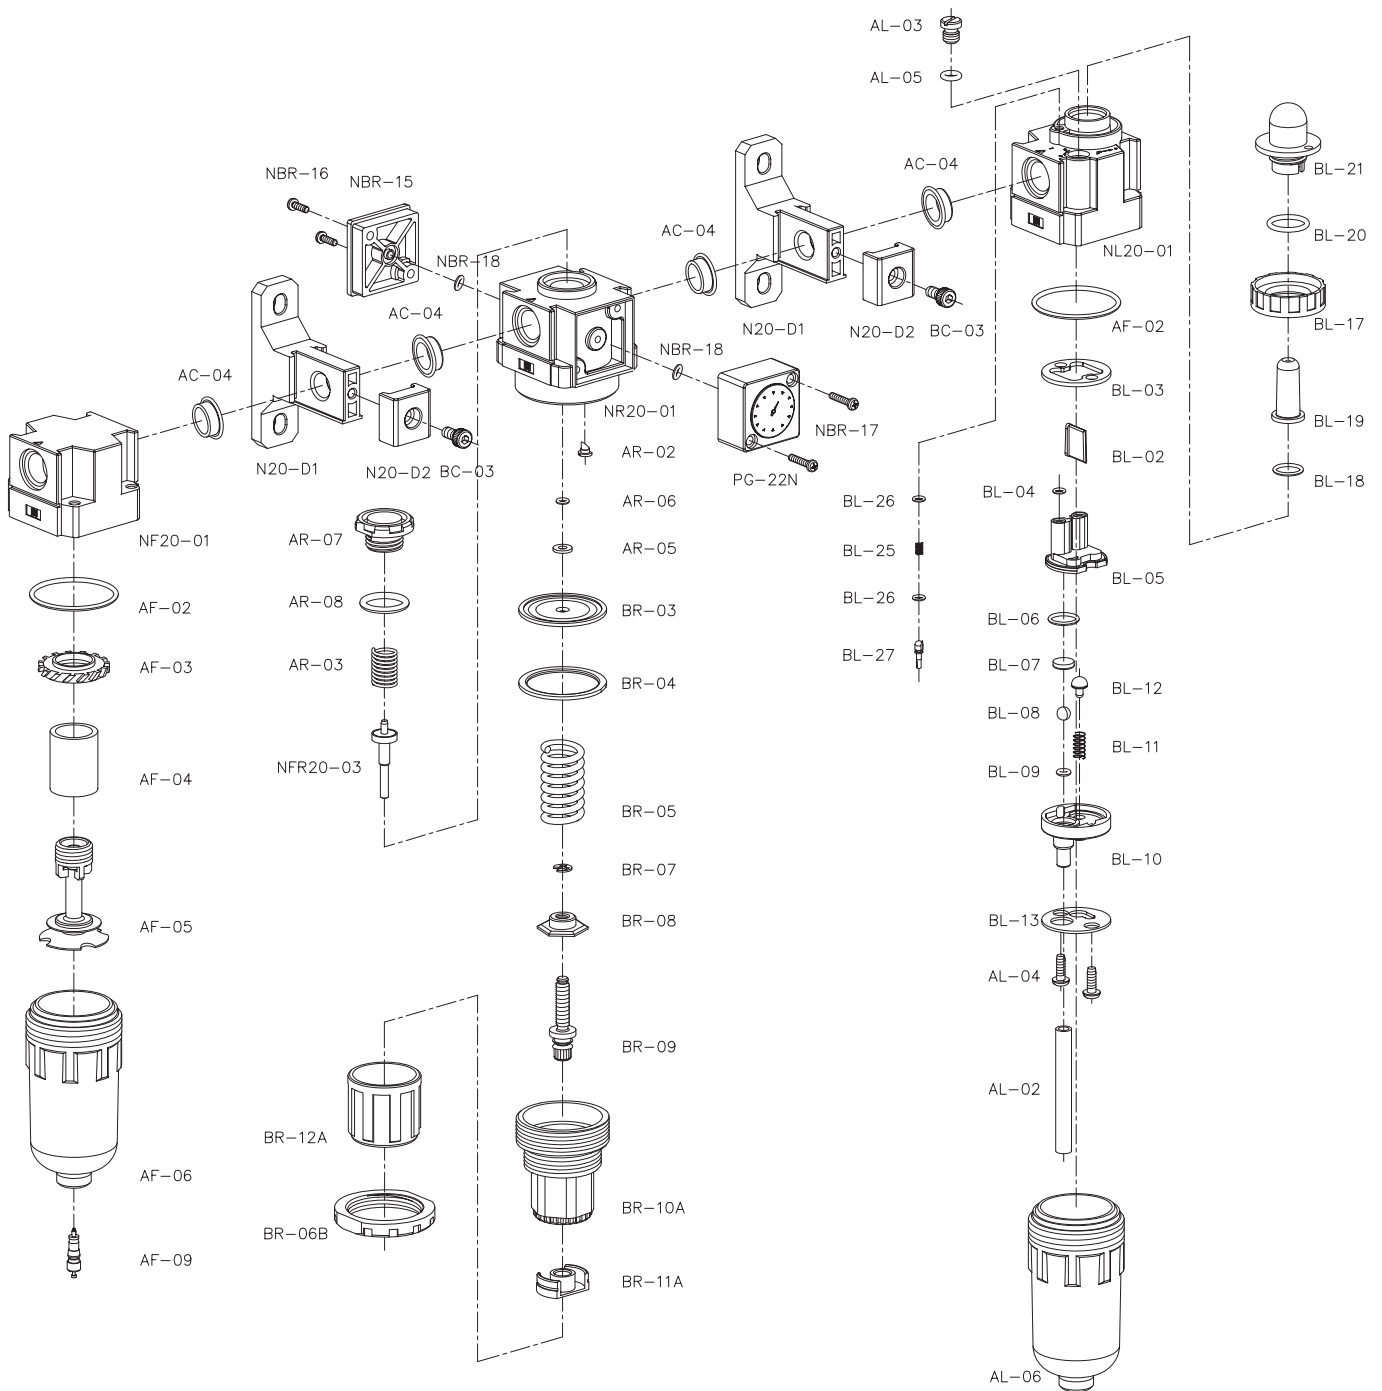 AL-03
AL-05
AC-04
BL-21
NBR-16
NBR-15
AC-04
BL-20
NL20-01
NBR-18
AC-04
AF-02
N20-D1
N20-D2
BC-03
BL-17
NBR-18
AC-04
BL-03
NR20-01
NBR-17
BL-19
AR-02
BL-02
N20-D1
N20-D2
BC-03
PG-22N
BL-18
BL-04
AR-06
BL-26
NF20-01
AR-07
AR-05
BL-25
BL-05
AF-02
AR-08
BR-03
BL-26
BL-06
AF-03
AR-03
BL-27
BL-07
BR-04
BL-12
BL-08
BL-11
NFR20-03
BL-09
AF-04
BR-05
BL-10
BR-07
AF-05
BR-08
BL-13
AL-04
BR-09
AL-02
BR-12A
AF-06
BR-10A
BR-06B
AF-09
BR-11A
AL-06